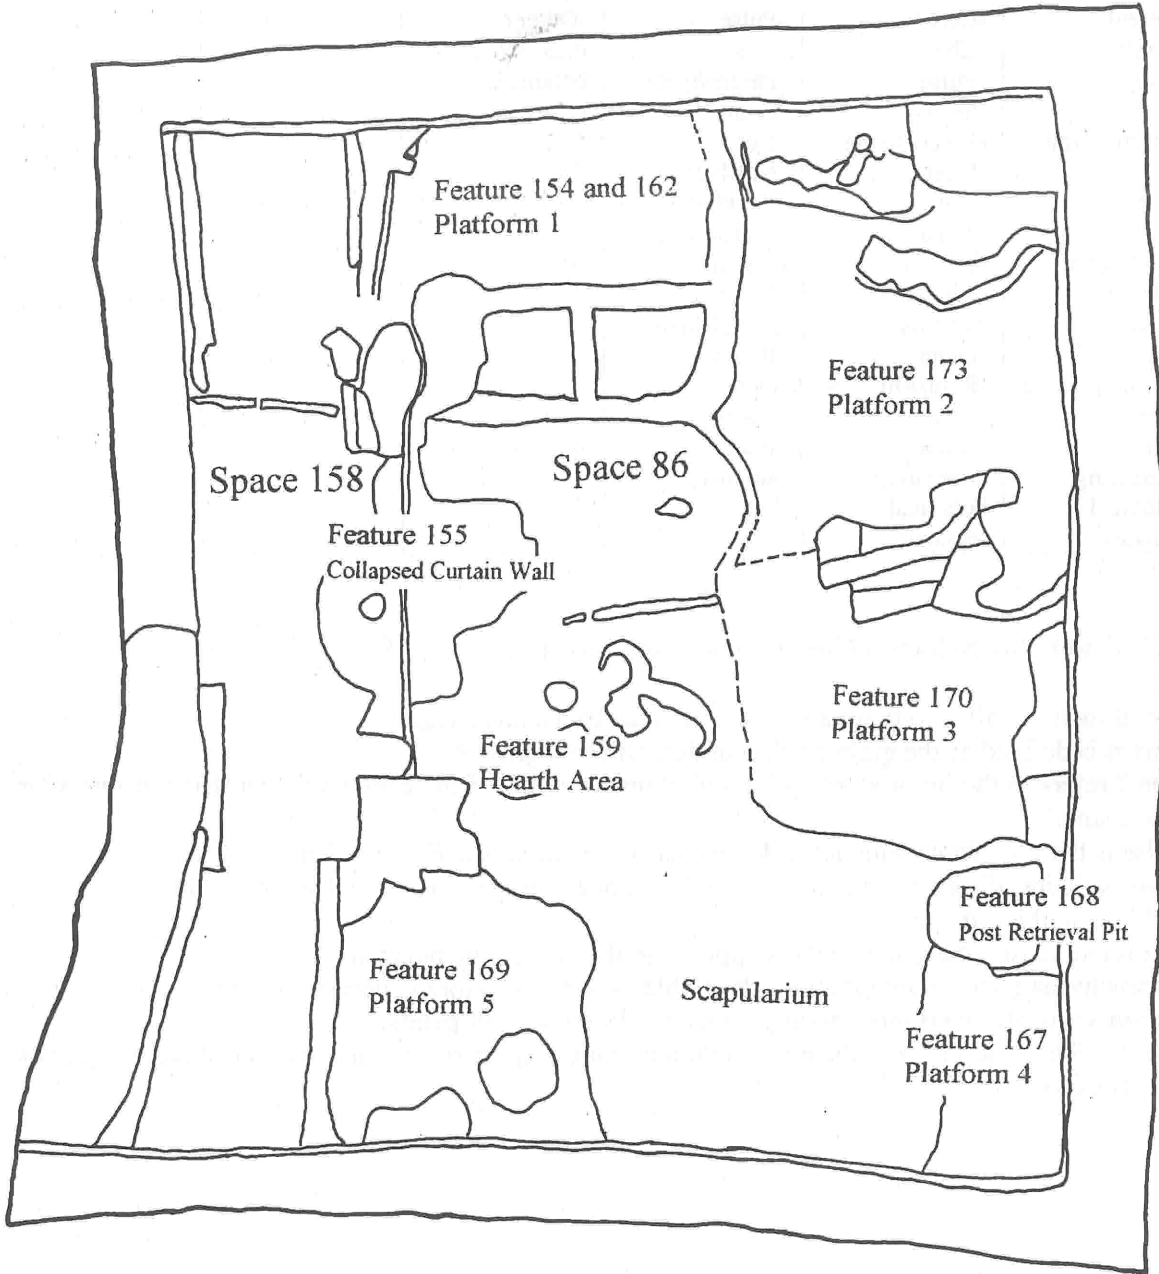 Feature 154 and 162
Platform 1
Feature 173
Platform 2
Space 158
Space 86
Feature 155
Collapsed Curtain Wall
Feature 170
Platform 3
Feature 159
Hearth Area
Feature 168
Post Retrieval Pit
Feature 169
Platform 5
Scapularium
Feature 167
Platform 4